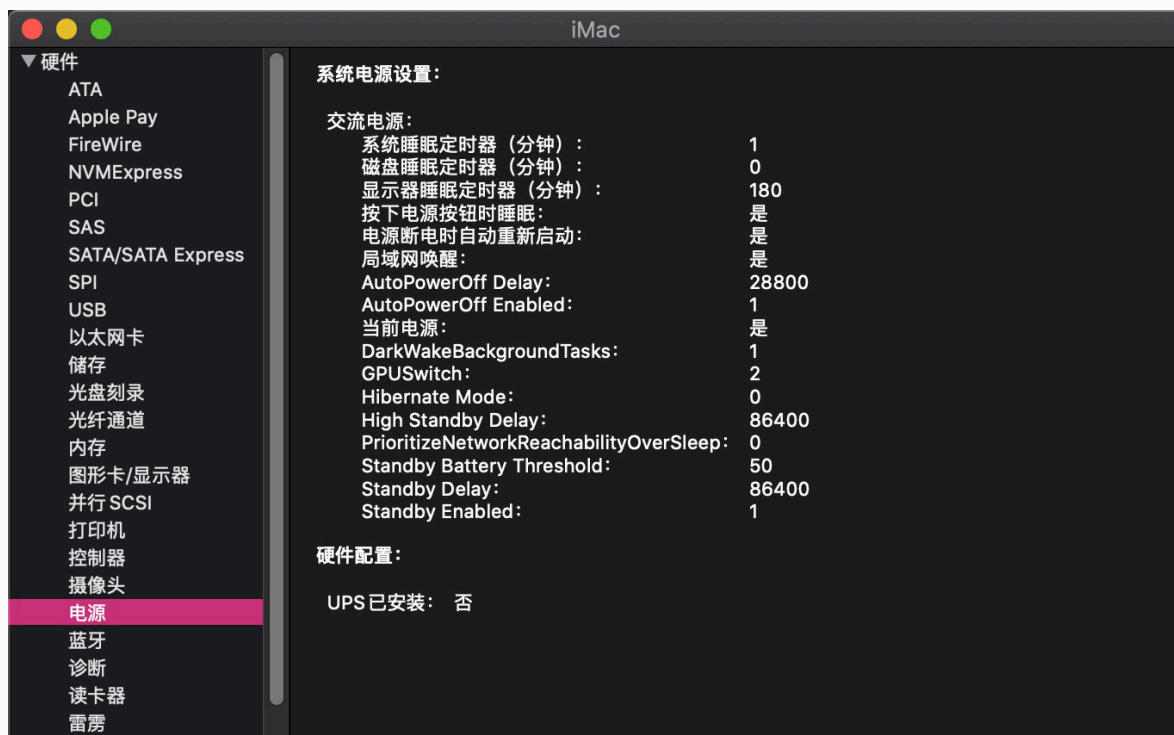 iMac
硬件
ATA
Apple Pay
FireWire
NVMExpress
PCI
SAS
SATA/SATA Express
SPI
USB
以太网卡
储存
光盘刻录
光纤通道
内存
图形卡/显示器
并行SCSI
打印机
控制器
摄像头
电源
蓝牙
诊断
读卡器
雷雳
系统电源设置：
交流电源：
系统睡眠定时器（分钟）： 1
磁盘睡眠定时器（分钟）： 0
显示器睡眠定时器（分钟）： 180
按下电源按钮时睡眠： 是
电源断电时自动重新启动： 是
局域网唤醒： 是
AutoPowerOff Delay： 28800
AutoPowerOff Enabled： 1
当前电源： 是
DarkWakeBackgroundTasks： 1
GPUSwitch： 2
Hibernate Mode： 0
High Standby Delay： 86400
PrioritizeNetworkReachabilityOverSleep： 0
Standby Battery Threshold： 50
Standby Delay： 86400
Standby Enabled： 1
硬件配置：
UPS已安装： 否